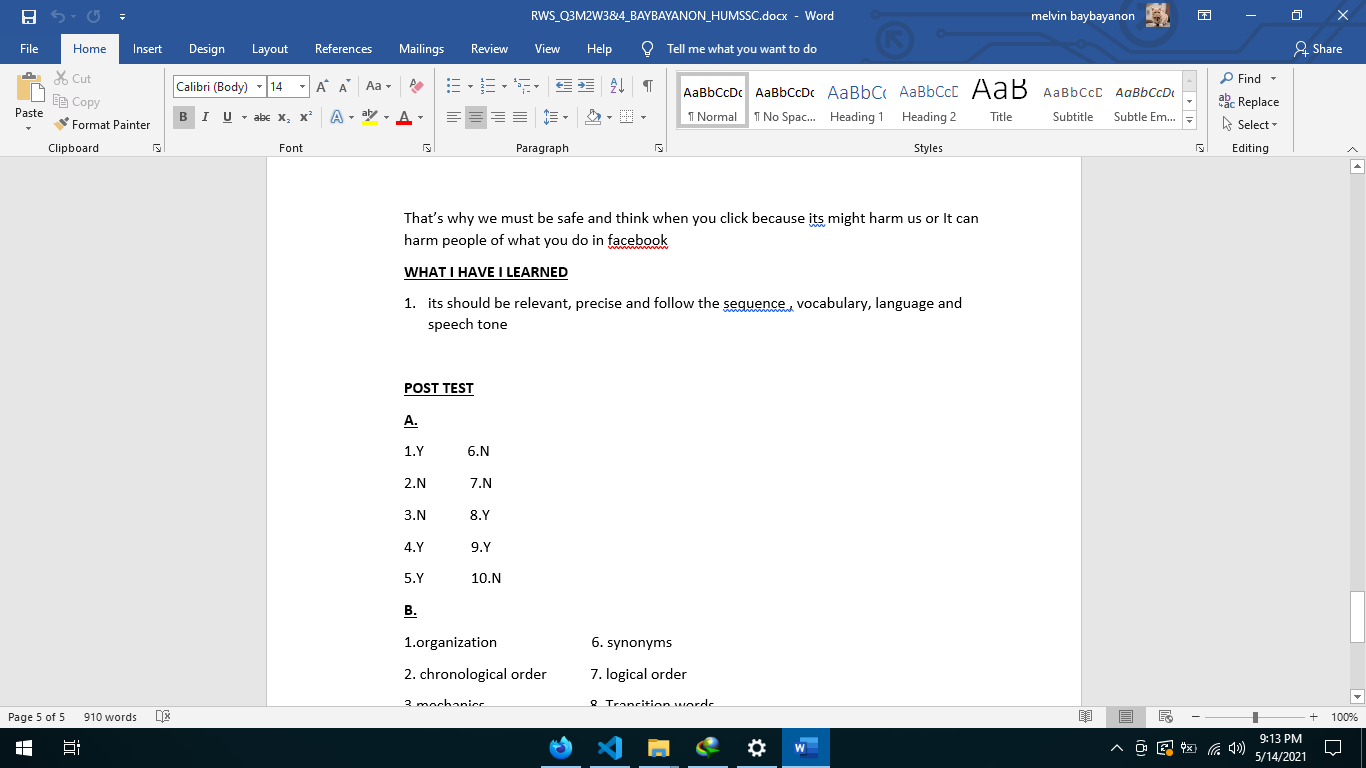 RWS_Q3M2W3&4_BAYBAYANON_HUMSSC.docx - Word
melvin baybayanon
File Home Insert Design Layout References Mailings Review View Help Tell me what you want to do Share
Paste
Cut
Copy
Format Painter
Clipboard
Calibri (Body) 14
Font
Paragraph
AaBbCcDc AaBbCcDc AaBbCc AaBbCcD AaB AaBbCcD AaBbCcDc
¶ Normal ¶ No Spac... Heading 1 Heading 2 Title Subtitle Subtle Em...
Styles
Find
Replace
Select
Editing
That's why we must be safe and think when you click because its might harm us or It can
harm people of what you do in facebook
WHAT I HAVE I LEARNED
1. its should be relevant, precise and follow the sequence , vocabulary, language and
speech tone
POST TEST
A.
1.Y 6.N
2.N 7.N
3.N 8.Y
4.Y 9.Y
5.Y 10.N
B.
1.organization 6. synonyms
2. chronological order 7. logical order
3.mechanics 8. Transition words
Page 5 of 5 910 words
100%
9:13 PM
5/14/2021